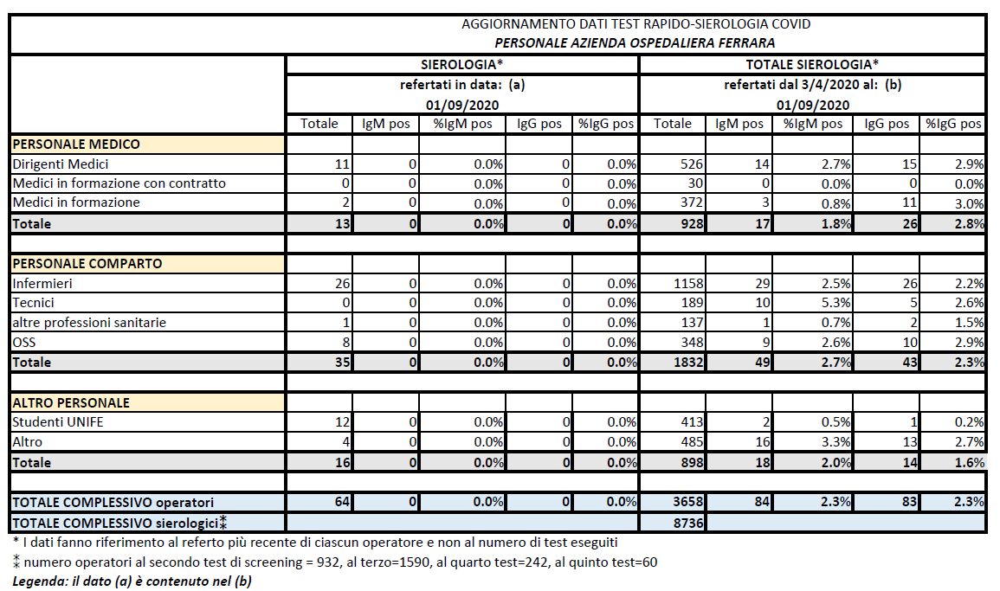 AGGIORNAMENTO DATI TEST RAPIDO-SIEROLOGIA COVID
PERSONALE AZIENDA OSPEDALIERA FERRARA
SIEROLOGIA* TOTALE SIEROLOGIA*
refertati in data: (a) refertati dal 3/4/2020 al: (b)
01/09/2020 01/09/2020
Totale IgM pos %IgM pos IgG pos %IgG pos Totale IgM pos %IgM pos IgG pos %IgG pos
PERSONALE MEDICO
Dirigenti Medici 11 0 0.0% 0 0.0% 526 14 2.7% 15 2.9%
Medici in formazione con contratto 0 0 0.0% 0 0.0% 30 0 0.0% 0 0.0%
Medici in formazione 2 0 0.0% 0 0.0% 372 3 0.8% 11 3.0%
Totale 13 0 0.0% 0 0.0% 928 17 1.8% 26 2.8%
PERSONALE COMPARTO
Infermieri 26 0 0.0% 0 0.0% 1158 29 2.5% 26 2.2%
Tecnici 0 0 0.0% 0 0.0% 189 10 5.3% 5 2.6%
altre professioni sanitarie 1 0 0.0% 0 0.0% 137 1 0.7% 2 1.5%
OSS 8 0 0.0% 0 0.0% 348 9 2.6% 10 2.9%
Totale 35 0 0.0% 0 0.0% 1832 49 2.7% 43 2.3%
ALTRO PERSONALE
Studenti UNIFE 12 0 0.0% 0 0.0% 413 2 0.5% 1 0.2%
Altro 4 0 0.0% 0 0.0% 485 16 3.3% 13 2.7%
Totale 16 0 0.0% 0 0.0% 898 18 2.0% 14 1.6%
TOTALE COMPLESSIVO operatori 64 0 0.0% 0 0.0% 3658 84 2.3% 83 2.3%
TOTALE COMPLESSIVO sierologici⁑ 8736
* I dati fanno riferimento al referto più recente di ciascun operatore e non al numero di test eseguiti
⁑ numero operatori al secondo test di screening = 932, al terzo=1590, al quarto test=242, al quinto test=60
Legenda: il dato (a) è contenuto nel (b)